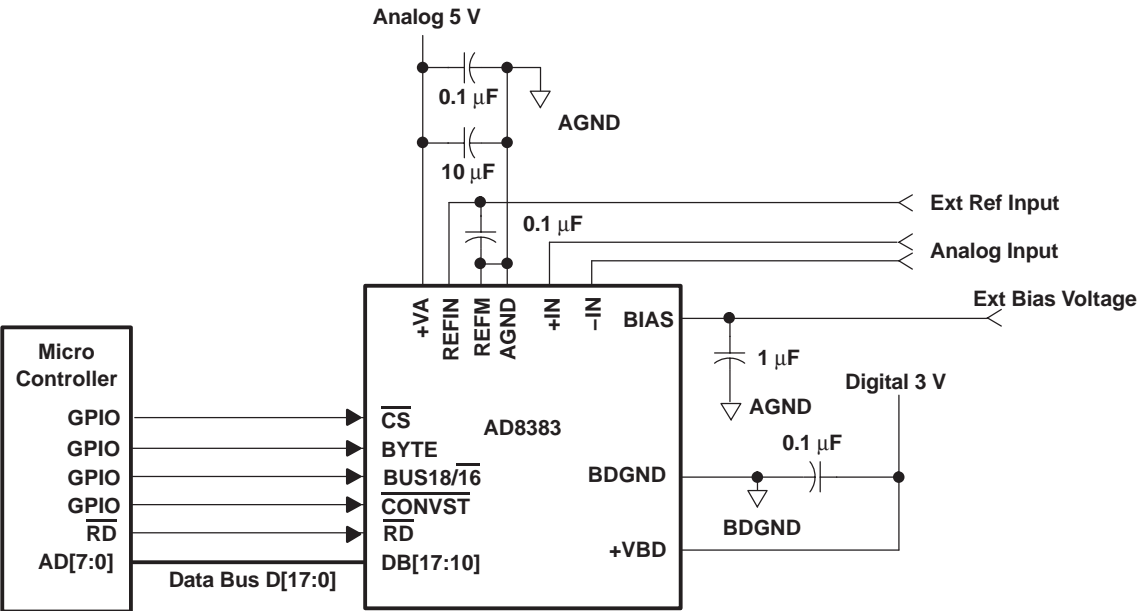 Analog 5 V
0.1 μF
AGND
10 μF
Ext Ref Input
0.1 μF
Analog Input
Ext Bias Voltage
+VA
REFIN
REFM
AGND
+IN
−IN
BIAS
Micro
Controller
1 μF
Digital 3 V
AGND
GPIO
CS
AD8383
GPIO
BYTE
0.1 μF
GPIO
BUS18/16
BDGND
GPIO
CONVST
BDGND
RD
RD
AD[7:0]
DB[17:10]
+VBD
Data Bus D[17:0]